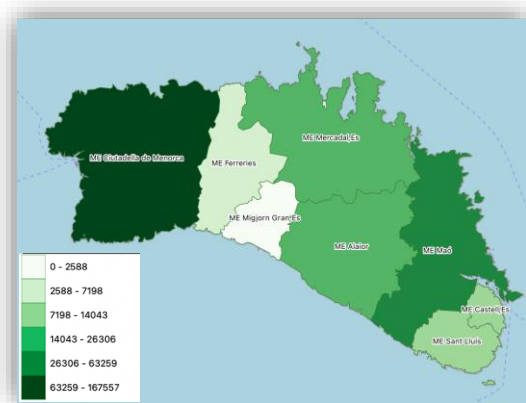 ME Mercadal,Es
ME Ciutadella de Menorca
ME Ferreries
ME Migjorn Gran,Es
ME Alaior
ME Maó
ME Castell,Es
ME Sant Lluís
0 - 2588
2588 - 7198
7198 - 14043
14043 - 26306
26306 - 63259
63259 - 167557